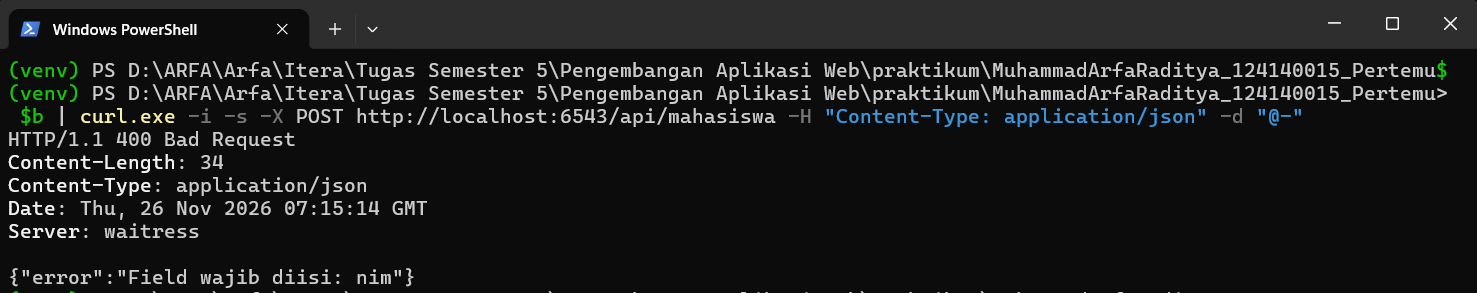 Windows PowerShell
(venv) PS D:\ARFA\Arfa\Itera\Tugas Semester 5\Pengembangan Aplikasi Web\praktikum\MuhammadArfaRaditya_124140015_Pertemu$
(venv) PS D:\ARFA\Arfa\Itera\Tugas Semester 5\Pengembangan Aplikasi Web\praktikum\MuhammadArfaRaditya_124140015_Pertemu>
$b | curl.exe -i -s -X POST http://localhost:6543/api/mahasiswa -H "Content-Type: application/json" -d "@-"
HTTP/1.1 400 Bad Request
Content-Length: 34
Content-Type: application/json
Date: Thu, 26 Nov 2026 07:15:14 GMT
Server: waitress
{"error":"Field wajib diisi: nim"}